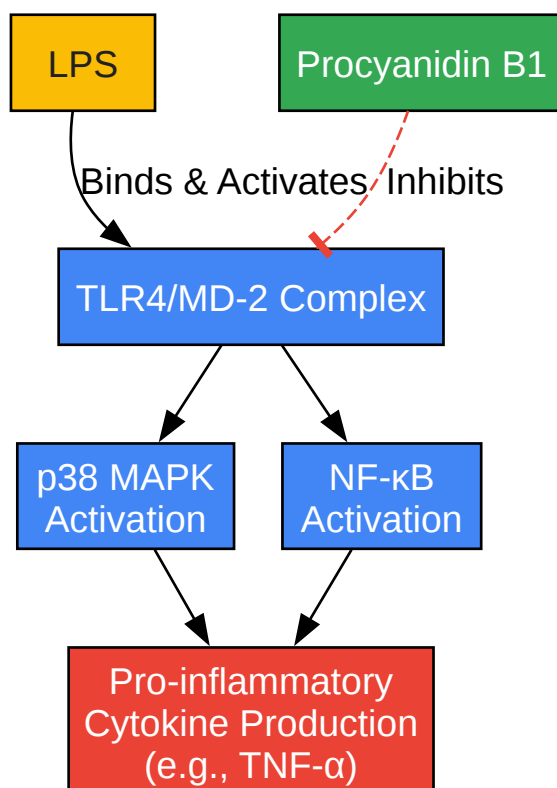 LPS
Procyanidin B1
Binds & Activates
Inhibits
TLR4/MD-2 Complex
p38 MAPK
Activation
NF-κB
Activation
Pro-inflammatory
Cytokine Production
(e.g., TNF-α)